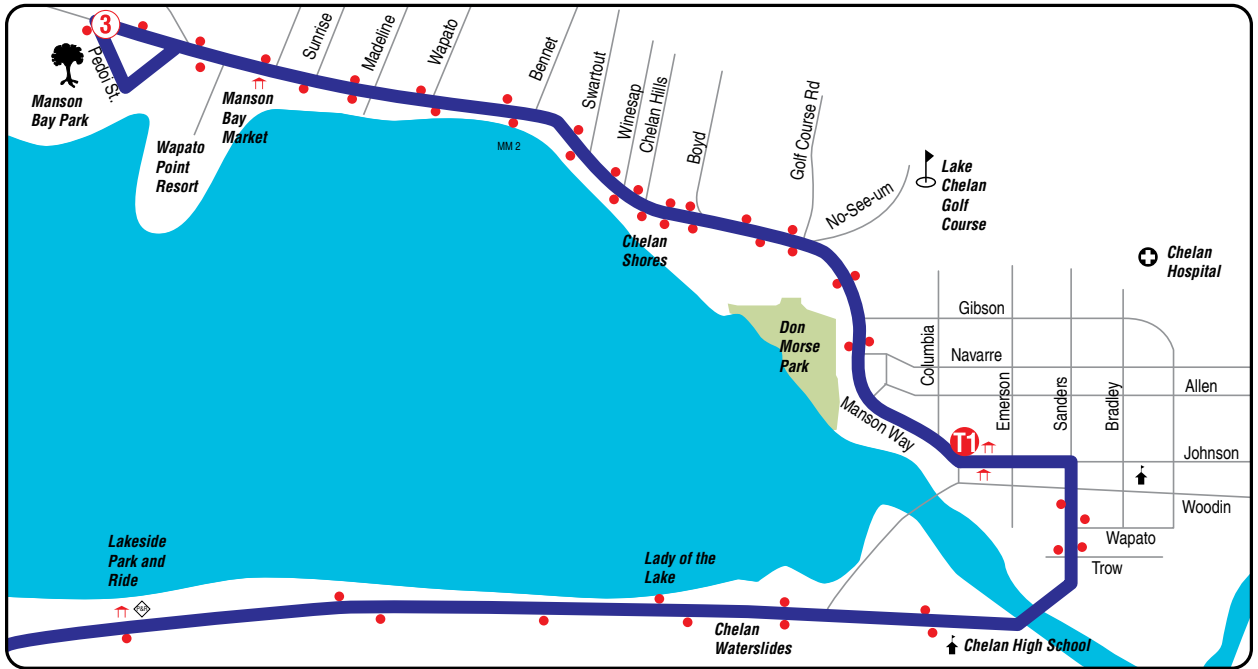 3
Pedoi St.
Manson
Bay Park
Wapato
Point
Resort
Manson
Bay
Market
Sunrise
Madeline
Wapato
Bennet
MM 2
Swartout
Winesap
Chelan Hills
Boyd
Golf Course Rd
No-See-um
Lake
Chelan
Golf
Course
Chelan
Shores
Chelan
Hospital
Don
Morse
Park
Gibson
Navarre
Columbia
Emerson
Sanders
Bradley
Allen
Manson Way
T1
Johnson
Woodin
Wapato
Trow
Lakeside
Park and
Ride
P&R
Lady of the
Lake
Chelan
Waterslides
Chelan High School